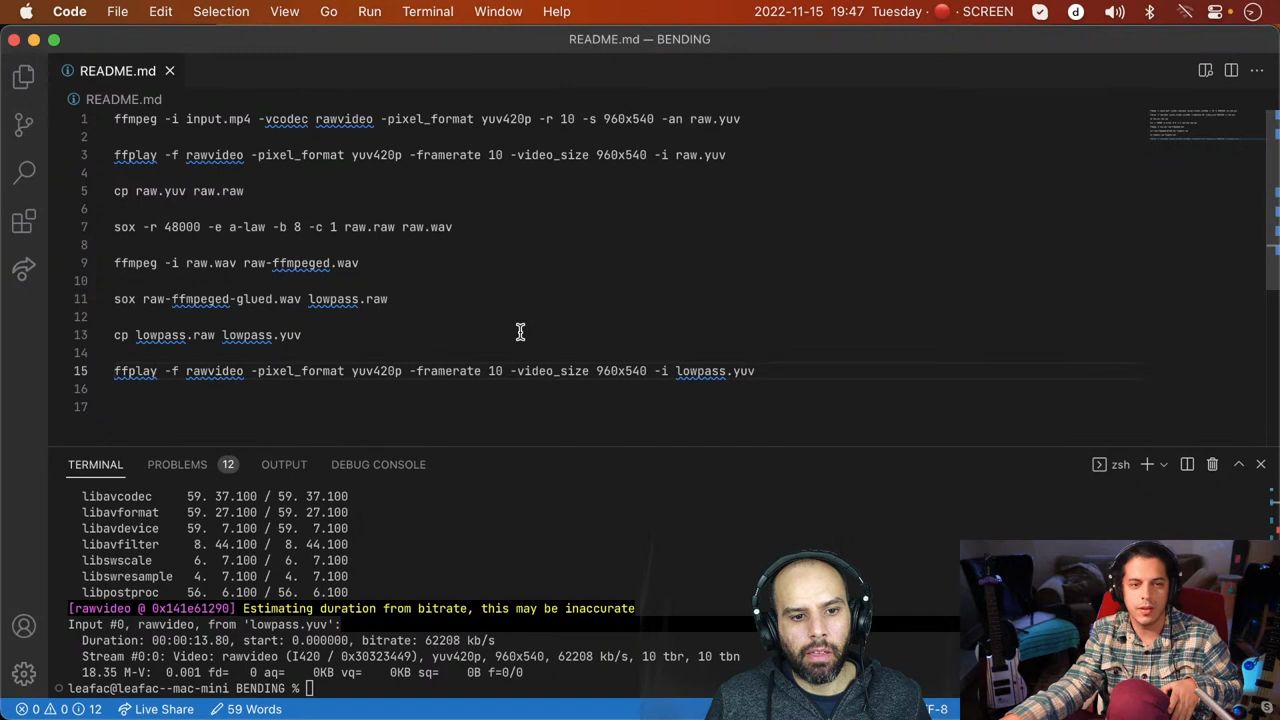 Code File Edit Selection View Go Run Terminal Window Help 2022-11-15 19:47 Tuesday SCREEN d
README.md — BENDING
README.md
README.md
1 ffmpeg -i input.mp4 -vcodec rawvideo -pixel_format yuv420p -r 10 -s 960x540 -an raw.yuv
2
3 ffplay -f rawvideo -pixel_format yuv420p -framerate 10 -video_size 960x540 -i raw.yuv
4
5 cp raw.yuv raw.raw
6
7 sox -r 48000 -e a-law -b 8 -c 1 raw.raw raw.wav
8
9 ffmpeg -i raw.wav raw-ffmpeged.wav
10
11 sox raw-ffmpeged-glued.wav lowpass.raw
12
13 cp lowpass.raw lowpass.yuv
14
15 ffplay -f rawvideo -pixel_format yuv420p -framerate 10 -video_size 960x540 -i lowpass.yuv
16
17
TERMINAL PROBLEMS 12 OUTPUT DEBUG CONSOLE zsh
libavcodec 59. 37.100 / 59. 37.100
libavformat 59. 27.100 / 59. 27.100
libavdevice 59. 7.100 / 59. 7.100
libavfilter 8. 44.100 / 8. 44.100
libswscale 6. 7.100 / 6. 7.100
libswresample 4. 7.100 / 4. 7.100
libpostproc 56. 6.100 / 56. 6.100
[rawvideo @ 0x141e61290] Estimating duration from bitrate, this may be inaccurate
Input #0, rawvideo, from 'lowpass.yuv':
Duration: 00:00:13.80, start: 0.000000, bitrate: 62208 kb/s
Stream #0:0: Video: rawvideo (I420 / 0x30323449), yuv420p, 960x540, 62208 kb/s, 10 tbr, 10 tbn
18.35 M-V: 0.001 fd= 0 aq= 0KB vq= 0KB sq= 0B f=0/0
leafac@leafac--mac-mini BENDING %
0 0 12 Live Share 59 Words F-8